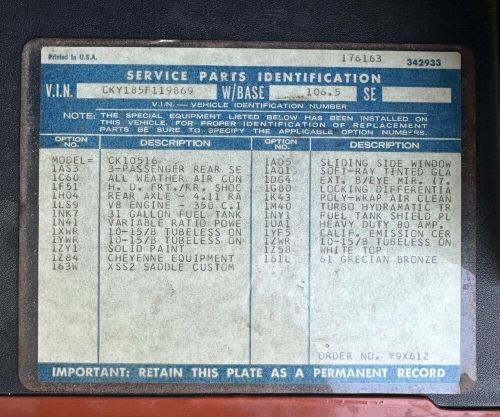 Printed in U.S.A. 176163 342933
SERVICE PARTS IDENTIFICATION
V.I.N. CKY185F119869 W/BASE 106.5 SE
V.I.N. – VEHICLE IDENTIFICATION NUMBER
NOTE: THE SPECIAL EQUIPMENT LISTED BELOW HAS BEEN INSTALLED ON
THIS VEHICLE. FOR PROPER IDENTIFICATION OF REPLACEMENT
PARTS BE SURE TO SPECIFY THE APPLICABLE OPTION NUMBERS.
OPTION NO. DESCRIPTION OPTION NO. DESCRIPTION
MODEL= CK10516 1AD5 SLIDING SIDE WINDOW
1AS3 3-PASSENGER REAR SE 1AQ1 SOFT-RAY TINTED GLA
1C60 ALL WEATHER AIR CON 1DG4 EXT. B/EYE MIR. (7.
1F51 H. D. FRT./RR. SHOC 1G80 LOCKING DIFFERENTIA
1H04 REAR AXLE - 4.11 RA 1K43 POLY-WRAP AIR CLEAN
1LS9 V8 ENGINE - 350 C.I 1M40 TURBO HYDRAMATIC TR
1NK7 31 GALLON FUEL TANK 1NY1 FUEL TANK SHIELD PL
1N41 VARIABLE RATIO POWE 1UA1 HEAVY DUTY 80 AMP.
1XWR 10-15/B TUBELESS ON 1YF5 CALIF. EMISSION CER
1YWR 10-15/B TUBELESS ON 1ZWR 10-15/B TUBELESS ON
1ZY1 SOLID PAINT 1Z58 WHITE TOP
1Z84 CHEYENNE EQUIPMENT 161L 61 GRECIAN BRONZE
163W XSS2 SADDLE CUSTOM
ORDER NO. Y9X612
IMPORTANT: RETAIN THIS PLATE AS A PERMANENT RECORD